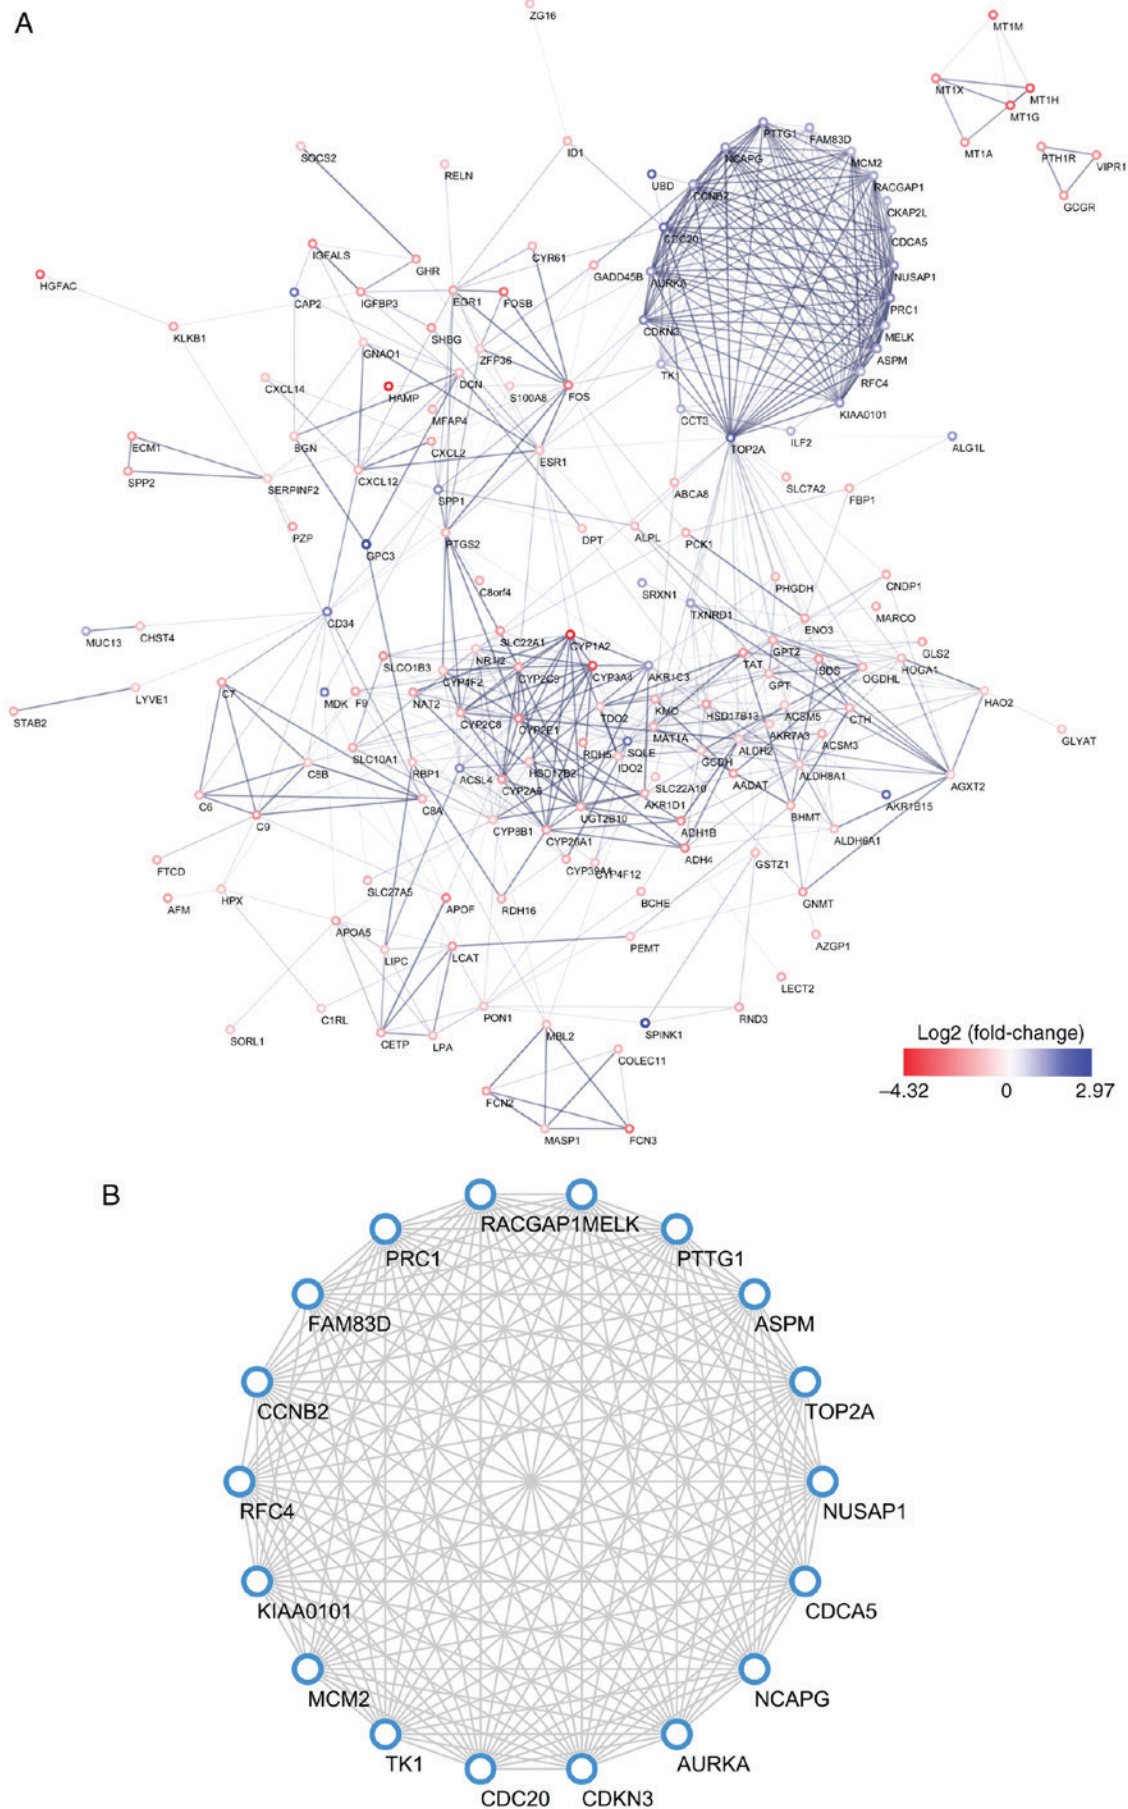 A
ZG16
MT1M
MT1X
MT1H
MT1G
MT1A
PTH1R
VIPR1
GCGR
PTTG1
FAM83D
NCAPG
MCM2
UBD
CCNB2
RACGAP1
CKAP2L
CDC20
CDCA5
AURKA
NUSAP1
PRC1
CDKN3
MELK
ASPM
TK1
RFC4
KIAA0101
CCT3
TOP2A
ILF2
ALG1L
SOCS2
RELN
ID1
IGFALS
GHR
CYR61
GADD45B
HGFAC
CAP2
IGFBP3
EGR1
FOSB
KLKB1
SHBG
GNAO1
ZFP36
CXCL14
HAMP
DCN
S100A8
FOS
MFAP4
ECM1
BGN
CXCL2
ESR1
SPP2
SERPINF2
CXCL12
SPP1
ABCA8
SLC7A2
FBP1
PZP
GPC3
PTGS2
DPT
ALPL
PCK1
C8orf4
SRXN1
PHGDH
CNDP1
MUC13
CHST4
CD34
TXNRD1
ENO3
MARCO
SLC22A1
CYP1A2
GPT2
GLS2
SLCO1B3
NR1I2
TAT
SDS
OGDHL
HOGA1
CYP4F2
CYP2C9
CYP3A4
AKR1C3
GPT
STAB2
LYVE1
C7
MDK
F9
NAT2
CYP2C8
TDO2
KMO
HSD17B13
ACSM5
CTH
HAO2
CYP2E1
MAT1A
AKR7A3
GLYAT
SLC10A1
RDH5
SQLE
GCDH
ALDH2
ACSM3
C8B
RBP1
ACSL4
HSD17B2
IDO2
ALDH8A1
C6
C9
C8A
CYP2A6
SLC22A10
AADAT
AGXT2
AKR1D1
AKR1B15
CYP8B1
UGT2B10
ADH1B
BHMT
ALDH6A1
CYP26A1
ADH4
FTCD
CYP39A1
CYP4F12
GSTZ1
AFM
HPX
SLC27A5
APOF
RDH16
BCHE
GNMT
APOA5
LIPC
LCAT
PEMT
AZGP1
LECT2
SORL1
C1RL
CETP
LPA
PON1
MBL2
SPINK1
RND3
COLEC11
FCN2
MASP1
FCN3
Log2 (fold-change)
−4.32 0 2.97
B
RACGAP1 MELK
PRC1
PTTG1
FAM83D
ASPM
CCNB2
TOP2A
RFC4
NUSAP1
KIAA0101
CDCA5
MCM2
NCAPG
TK1
AURKA
CDC20
CDKN3